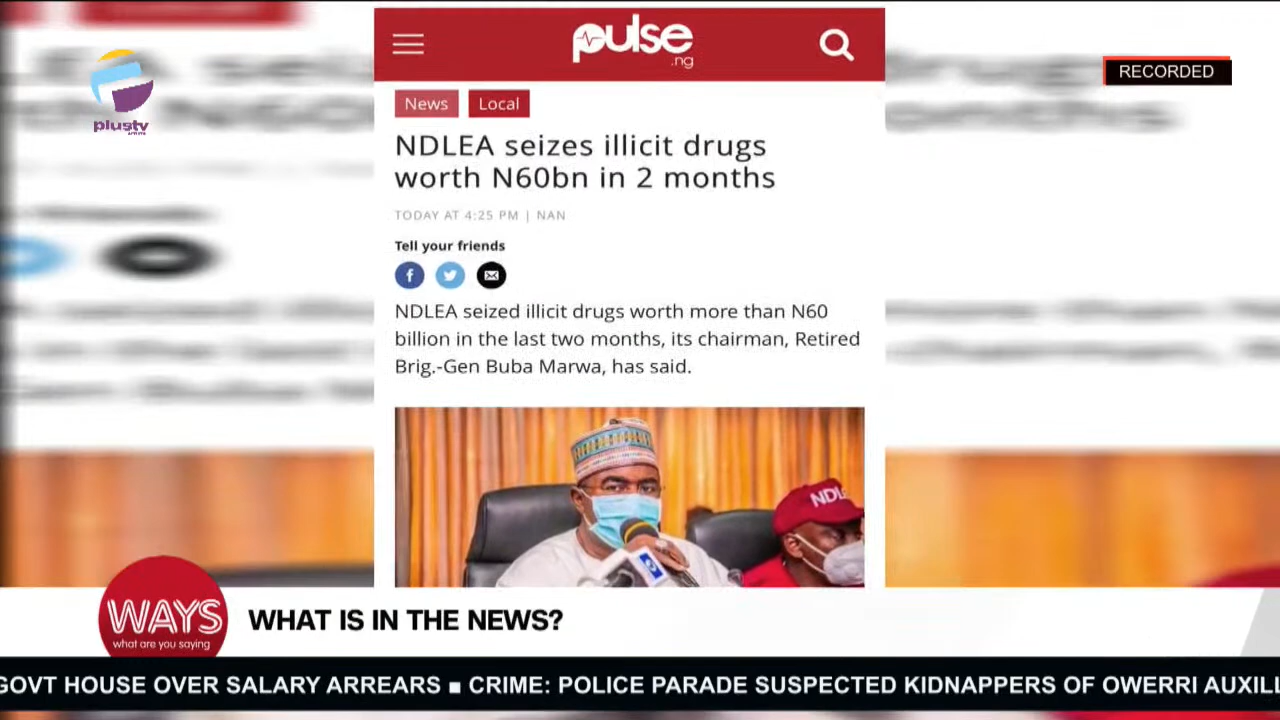 pulse
.ng
plustv
RECORDED
News
Local
NDLEA seizes illicit drugs
worth N60bn in 2 months
TODAY AT 4:25 PM | NAN
Tell your friends
NDLEA seized illicit drugs worth more than N60
billion in the last two months, its chairman, Retired
Brig.-Gen Buba Marwa, has said.
NDL
WAYS
what are you saying
WHAT IS IN THE NEWS?
GOVT HOUSE OVER SALARY ARREARS ■ CRIME: POLICE PARADE SUSPECTED KIDNAPPERS OF OWERRI AUXIL